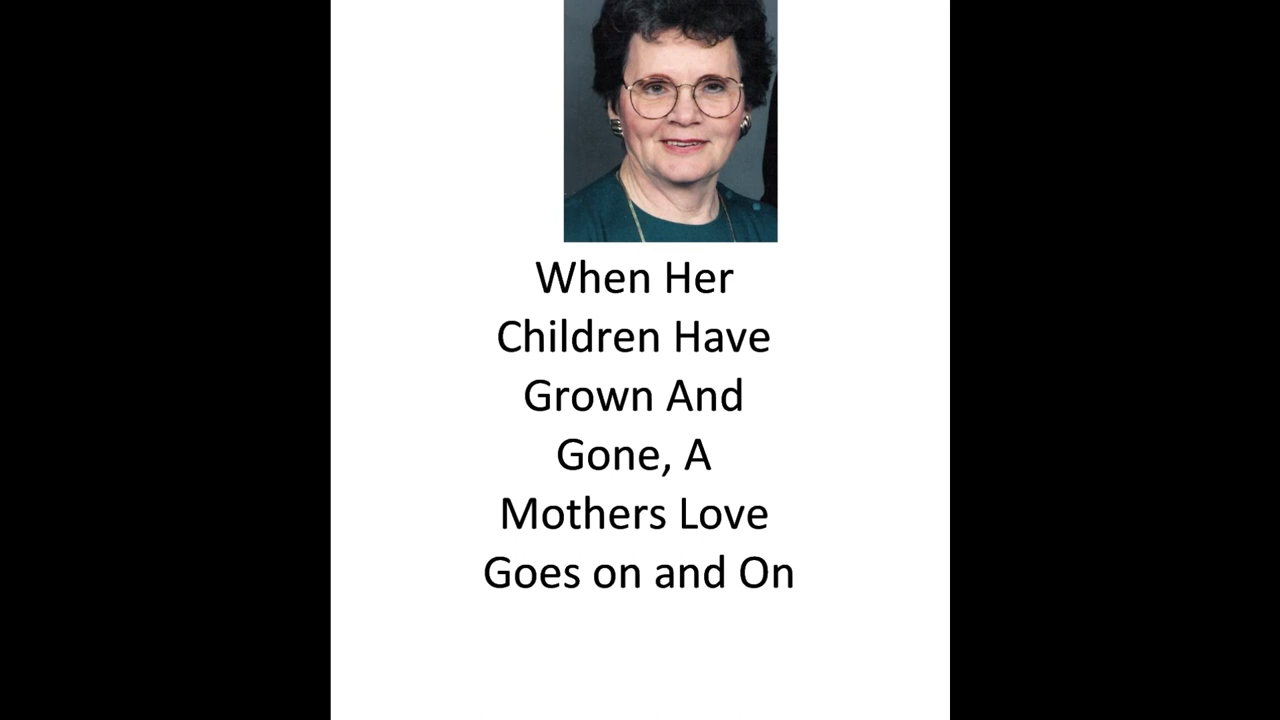 When Her
Children Have
Grown And
Gone, A
Mothers Love
Goes on and On